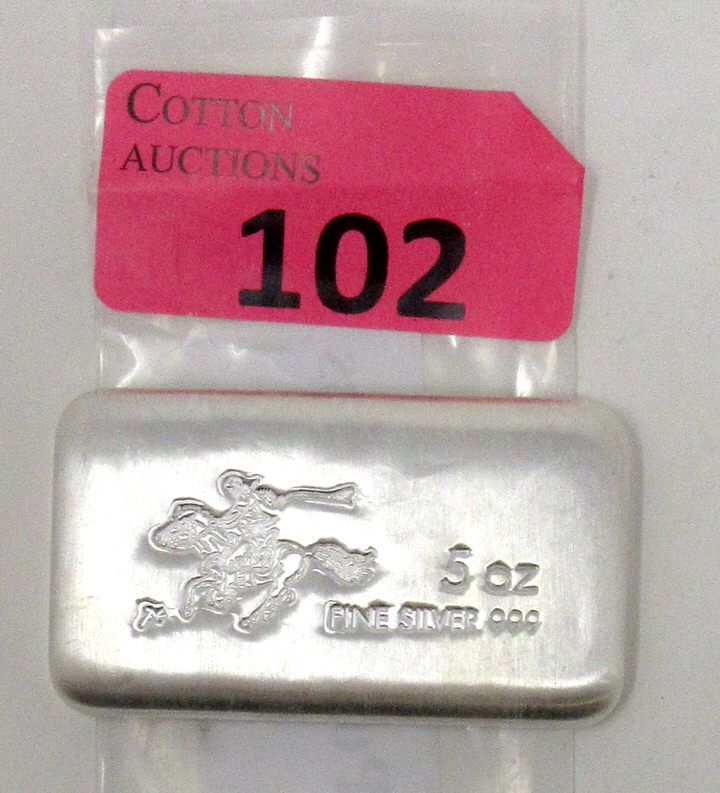 COTTON
AUCTIONS
102
5 oz
FINE SILVER 999